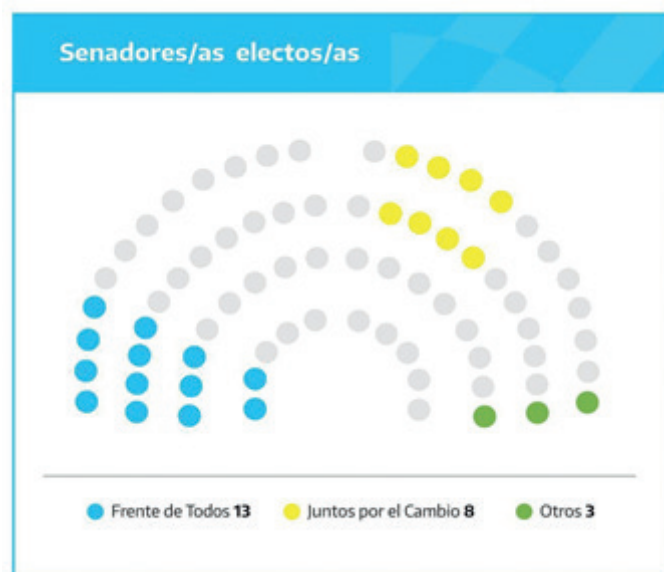 Senadores/as electos/as
Frente de Todos 13 Juntos por el Cambio 8 Otros 3